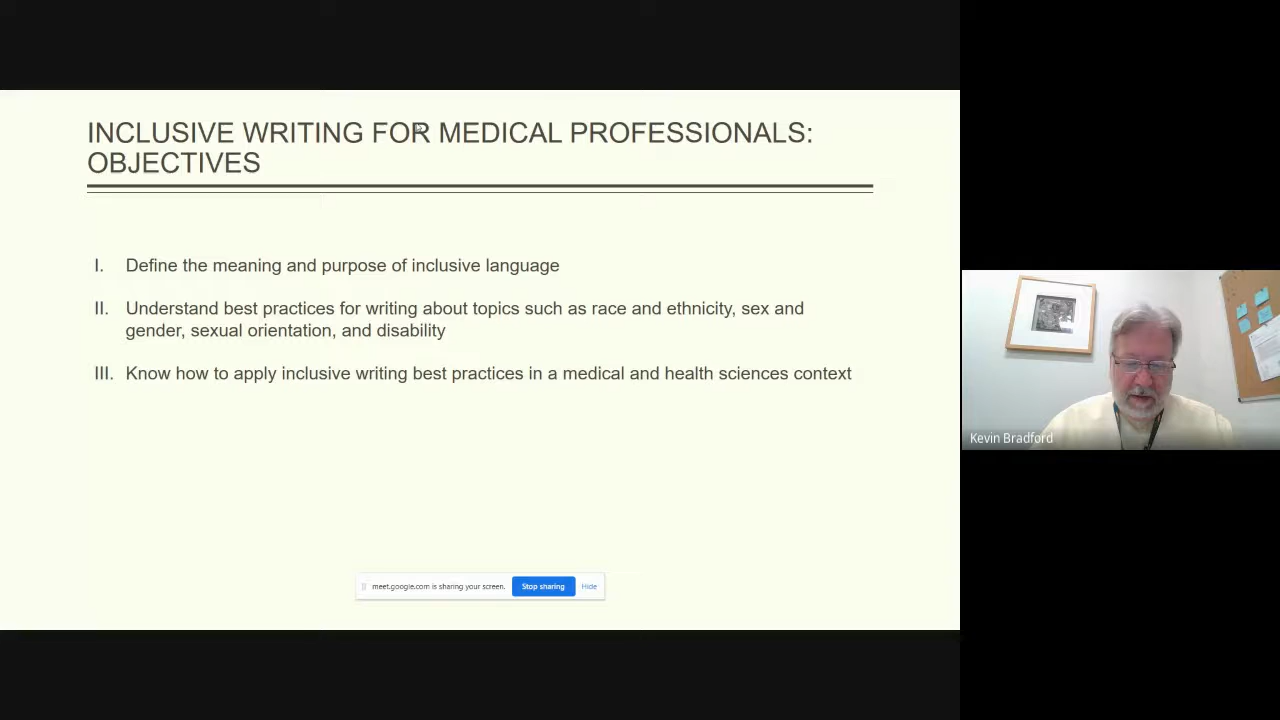 INCLUSIVE WRITING FOR MEDICAL PROFESSIONALS:
OBJECTIVES
I. Define the meaning and purpose of inclusive language
II. Understand best practices for writing about topics such as race and ethnicity, sex and
gender, sexual orientation, and disability
III. Know how to apply inclusive writing best practices in a medical and health sciences context
Kevin Bradford
meet.google.com is sharing your screen. Stop sharing Hide